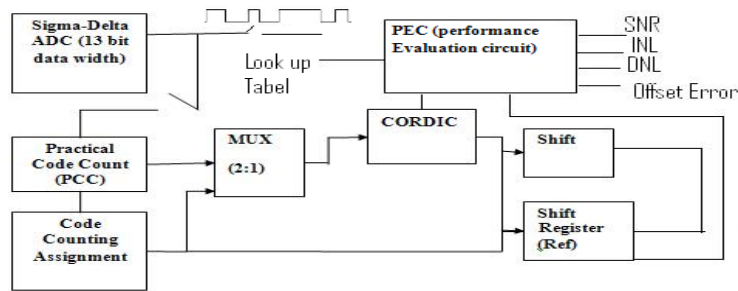 Sigma-Delta
ADC (13 bit
data width)
PEC (performance
Evaluation circuit)
SNR
INL
DNL
Offset Error
Look up
Tabel
Practical
Code Count
(PCC)
MUX
(2:1)
CORDIC
Shift
Code
Counting
Assignment
Shift
Register
(Ref)